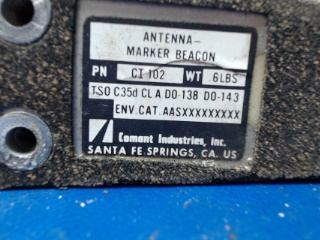 ANTENNA-
MARKER BEACON
PN CI 102 WT .6LBS
TSO C35d CL A DO-138 DO-143
ENV. CAT. AASXXXXXXXXX
Comant Industries, Inc.
SANTA FE SPRINGS, CA. US